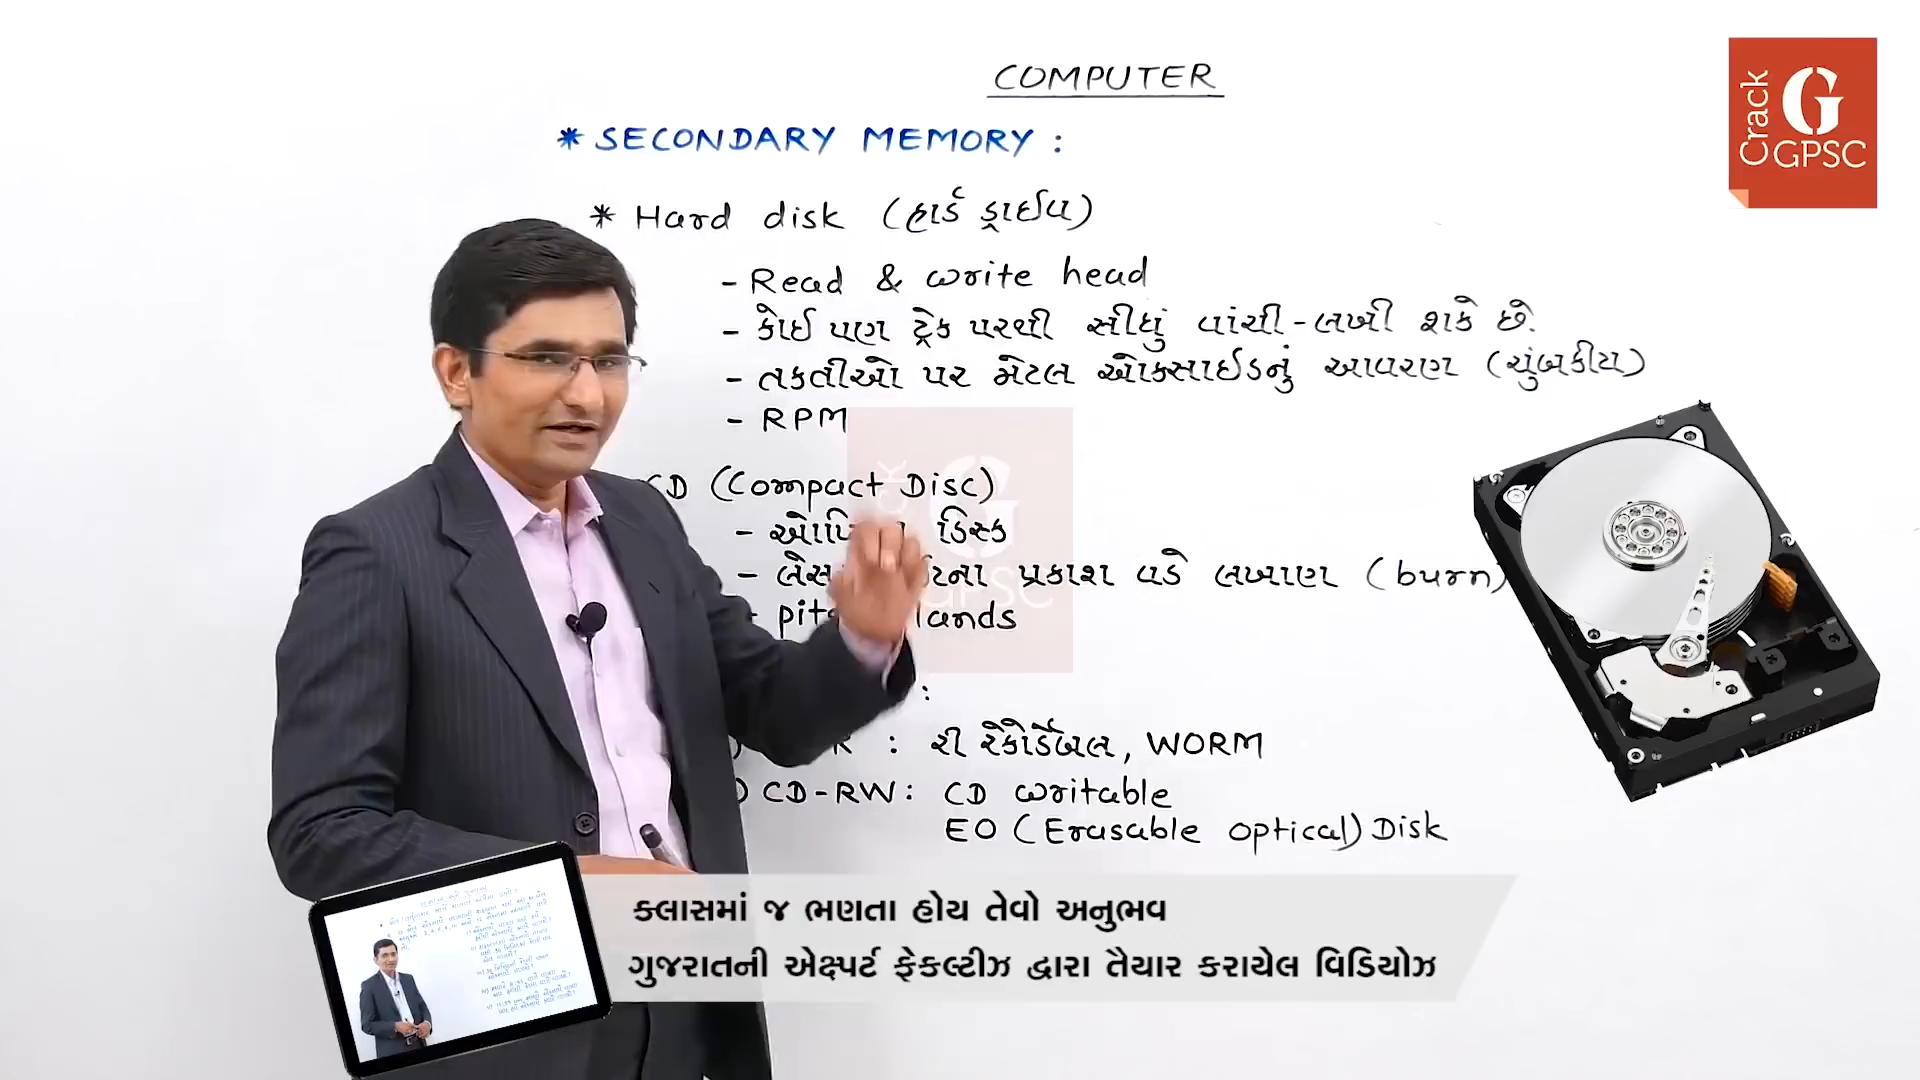 COMPUTER
Crack
G
GPSC
* SECONDARY MEMORY :
* Hard disk (હાર્ડ ડ્રાઈવ)
- Read & write head
- કોઈ પણ ટ્રેક પરથી સીધું વાંચી - લખી શકે છે.
- તકતીઓ પર મેટલ ઓક્સાઈડનું આવરણ (ચુંબકીય)
- RPM
CD (Compact Disc)
- ડિસ્ક
- પ્રકાશ વડે લખાણ (burn)
- lands
:
R : રી રેકોર્ડેબલ, WORM
) CD-RW : CD writable
EO (Erasable optical) Disk
ક્લાસમાં જ ભણતા હોય તેવો અનુભવ
ગુજરાતની એક્ષ્પર્ટ ફેકલ્ટીઝ દ્વારા તૈયાર કરાયેલ વિડિયોઝ